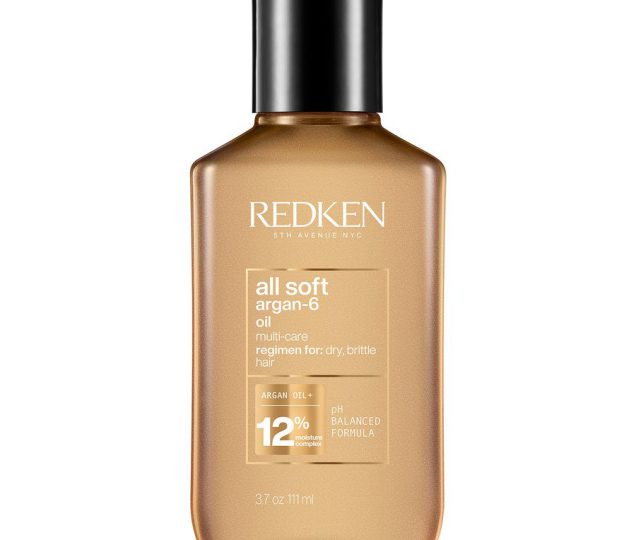 REDKEN
5TH AVENUE NYC
all soft
argan-6
oil
multi-care
regimen for: dry, brittle
hair
ARGAN OIL+
12%
moisture
complex
pH
BALANCED
FORMULA
3.7 oz 111 ml